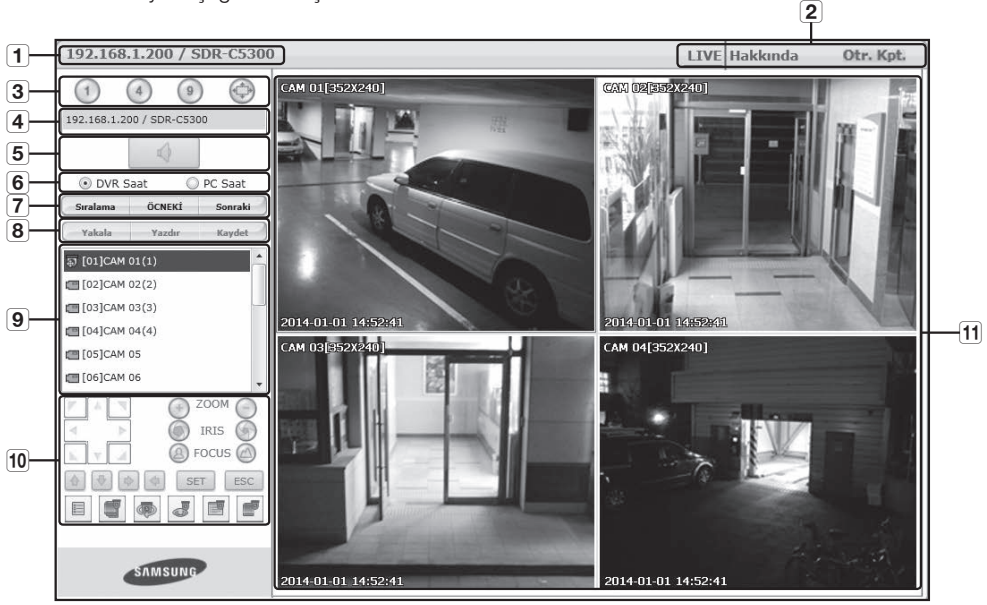 2
1
192.168.1.200 / SDR-C5300
LIVE Hakkında Otr. Kpt.
3
1 4 9
CAM 01[352X240]
CAM 02[352X240]
4
192.168.1.200 / SDR-C5300
5
6
DVR Saat PC Saat
7
Sıralama ÖCNEKİ Sonraki
8
Yakala Yazdır Kaydet
[01]CAM 01(1)
[02]CAM 02(2)
[03]CAM 03(3)
9
[04]CAM 04(4)
[05]CAM 05
[06]CAM 06
2014-01-01 14:52:41
2014-01-01 14:52:41
11
CAM 03[352X240]
CAM 04[352X240]
ZOOM
IRIS
10
FOCUS
SET ESC
SAMSUNG
2014-01-01 14:52:41
2014-01-01 14:52:41